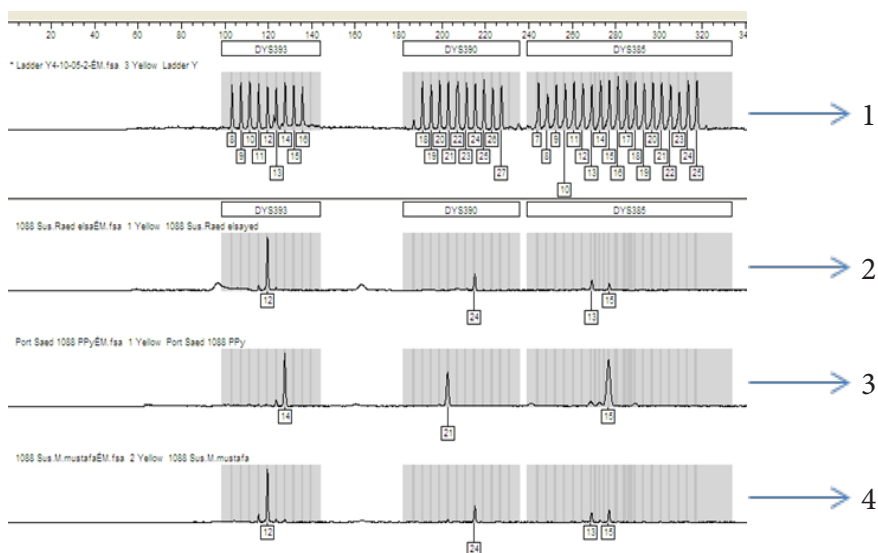 20 40 60 80 100 120 140 160 180 200 220 240 260 280 300 320 34
DYS393 DYS390 DYS385
* Ladder Y4-10-05-2-ÉM.fsa 3 Yellow Ladder Y
1
8 10 12 14 16 18 20 22 24 26 7 9 11 14 17 20 23
9 11 15 19 21 23 25 8 12 15 18 21 24
13 27 10 13 16 19 22 25
DYS393 DYS390 DYS385
1088 Sus.Raed elsaÉM.fsa 1 Yellow 1088 Sus.Raed elsayed
2
12 15
24 13
Port Saed 1088 PPyÉM.fsa 1 Yellow Port Saed 1088 PPy
3
14 15
21
1088 Sus.M.mustafaÉM.fsa 2 Yellow 1088 Sus.M.mustafa
4
12 13 15
24